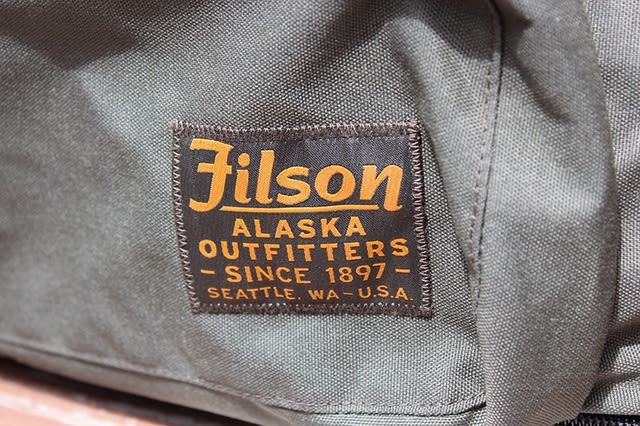 Filson
ALASKA
OUTFITTERS
- SINCE 1897 -
SEATTLE, WA - U.S.A.